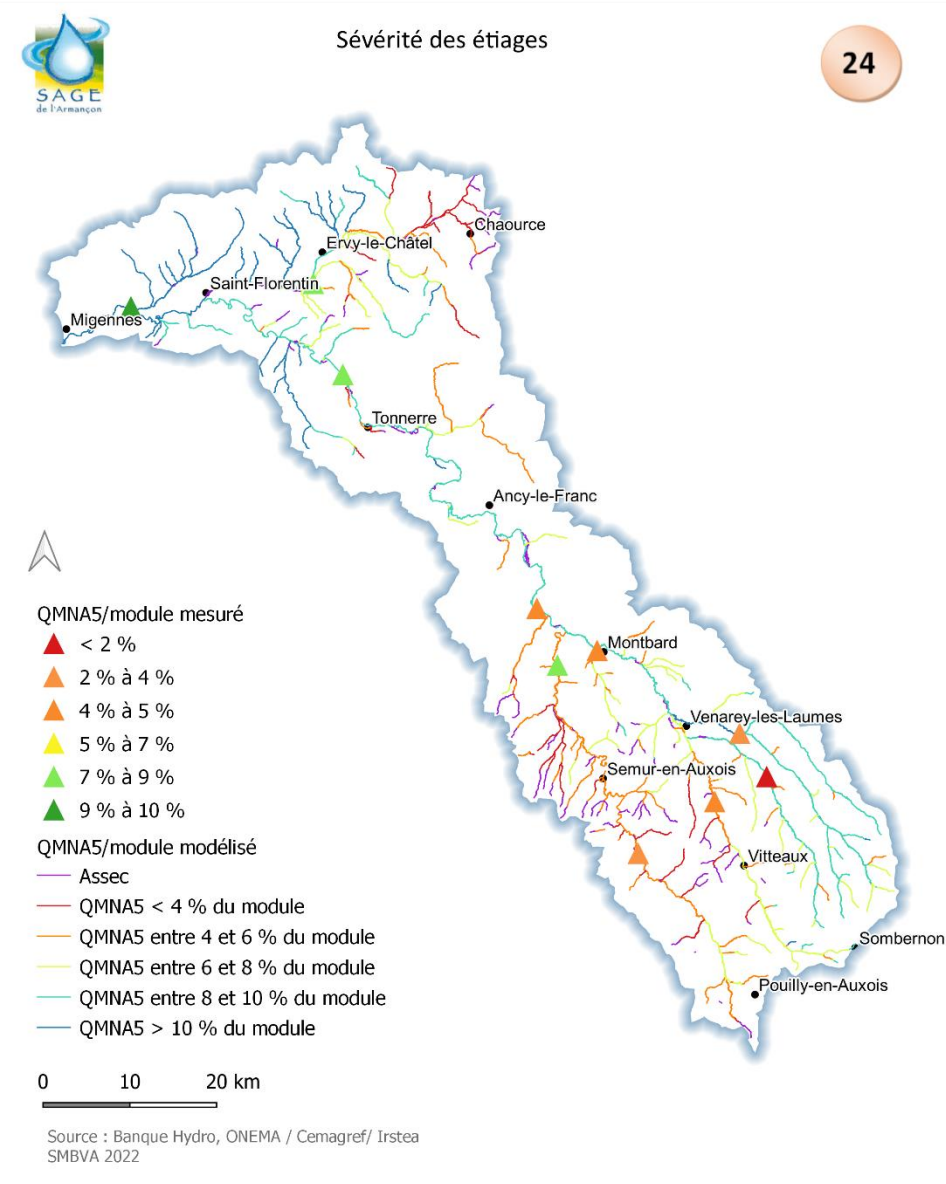 Sévérité des étiages
24
SAGE
de l'Armançon
Chaource
Ervy-le-Châtel
Saint-Florentin
Migennes
Tonnerre
Ancy-le-Franc
Montbard
Venarey-les-Laumes
Semur-en-Auxois
Vitteaux
Sombernon
Pouilly-en-Auxois
QMNA5/module mesuré
< 2 %
2 % à 4 %
4 % à 5 %
5 % à 7 %
7 % à 9 %
9 % à 10 %
QMNA5/module modélisé
Assec
QMNA5 < 4 % du module
QMNA5 entre 4 et 6 % du module
QMNA5 entre 6 et 8 % du module
QMNA5 entre 8 et 10 % du module
QMNA5 > 10 % du module
0 10 20 km
Source : Banque Hydro, ONEMA / Cemagref/ Irstea
SMBVA 2022